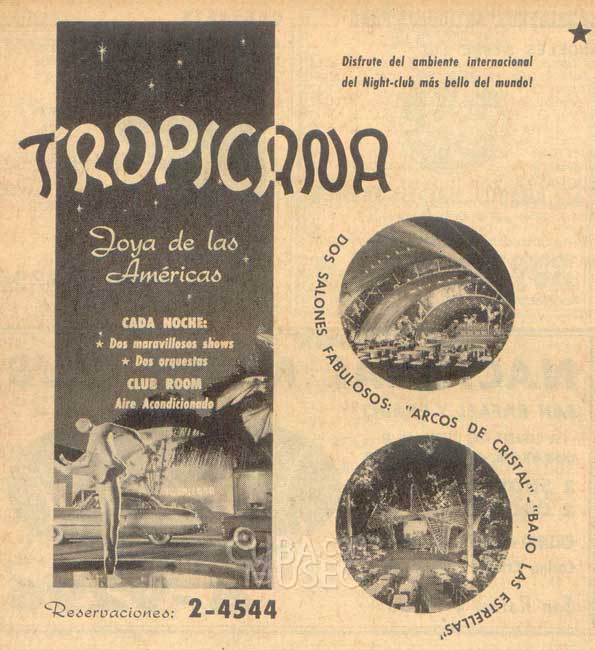 Disfrute del ambiente internacional
del Night-club más bello del mundo!
TROPICANA
Joya de las
Américas
CADA NOCHE:
★ Dos maravillosos shows
★ Dos orquestas
CLUB ROOM
Aire Acondicionado
DOS SALONES FABULOSOS: "ARCOS DE CRISTAL"-"BAJO LAS ESTRELLAS"
CUBA
MUSEO
Reservaciones: 2-4544